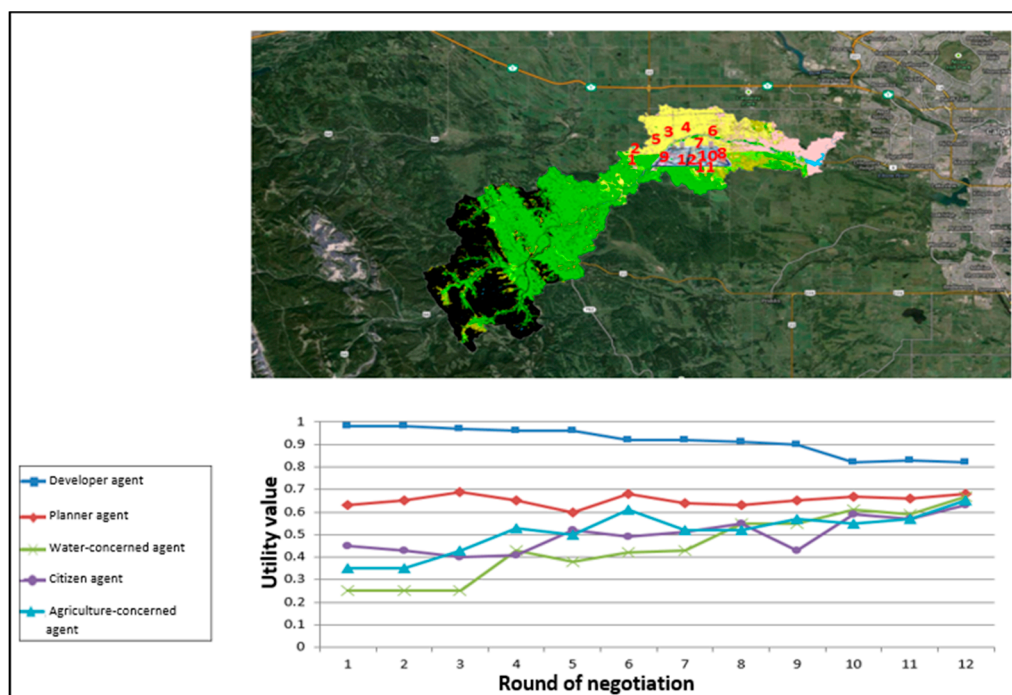 4
3
6
5
7
2
9
12
10
8
1
11
1
0.9
0.8
0.7
0.6
0.5
0.4
0.3
0.2
0.1
0
Utility value
Developer agent
Planner agent
Water-concerned agent
Citizen agent
Agriculture-concerned
agent
1 2 3 4 5 6 7 8 9 10 11 12
Round of negotiation